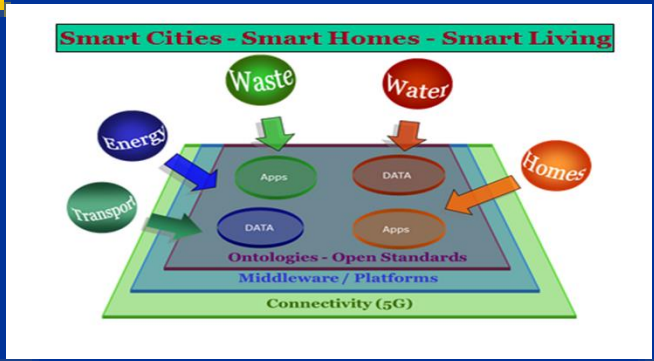 Smart Cities - Smart Homes - Smart Living
Waste
Water
Energy
Homes
Transport
Apps
DATA
DATA
Apps
Ontologies - Open Standards
Middleware / Platforms
Connectivity (5G)